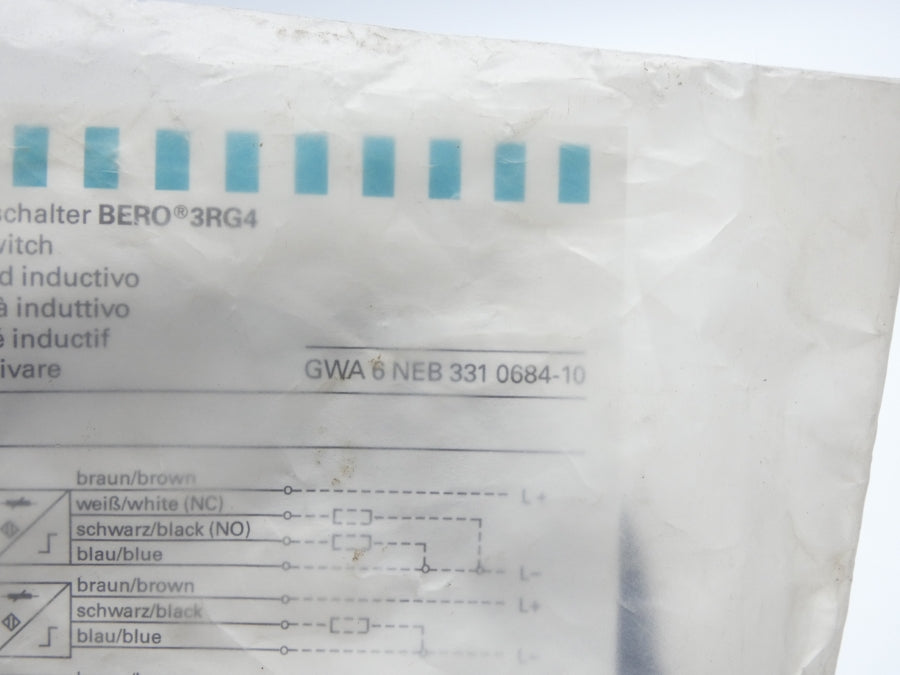 schalter BERO®3RG4
witch
d inductivo
à induttivo
é inductif
ivare
GWA 6 NEB 331 0684-10
braun/brown
L+
weiß/white (NC)
schwarz/black (NO)
blau/blue
L–
braun/brown
L+
schwarz/black
blau/blue
L–